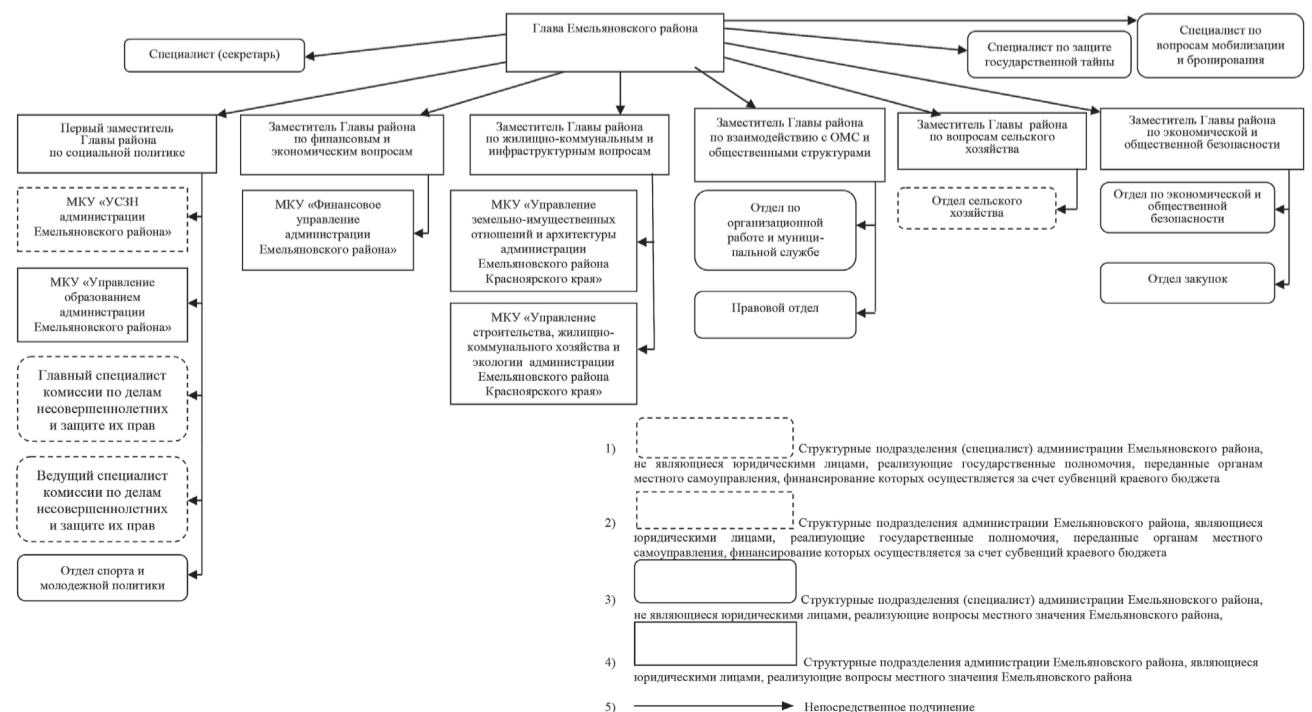 Глава Емельяновского района
Специалист (секретарь)
Специалист по защите
государственной тайны
Специалист по
вопросам мобилизации
и бронирования
Первый заместитель
Главы района
по социальной политике
Заместитель Главы района
по финансовым и
экономическим вопросам
Заместитель Главы района
по жилищно-коммунальным и
инфраструктурным вопросам
Заместитель Главы района
по взаимодействию с ОМС и
общественными структурами
Заместитель Главы района
по вопросам сельского
хозяйства
Заместитель Главы района
по экономической и
общественной безопасности
МКУ «УСЗН
администрации
Емельяновского района»
МКУ «Управление
образованием
администрации
Емельяновского района»
Главный специалист
комиссии по делам
несовершеннолетних
и защите их прав
Ведущий специалист
комиссии по делам
несовершеннолетних
и защите их прав
Отдел спорта и
молодежной политики
МКУ «Финансовое
управление
администрации
Емельяновского района»
МКУ «Управление
земельно-имущественных
отношений и архитектуры
администрации
Емельяновского района
Красноярского края»
МКУ «Управление
строительства, жилищно-
коммунального хозяйства и
экологии администрации
Емельяновского района
Красноярского края»
Отдел по
организационной
работе и муници-
пальной службе
Правовой отдел
Отдел сельского
хозяйства
Отдел по экономической и
общественной
безопасности
Отдел закупок
1) Структурные подразделения (специалист) администрации Емельяновского района,
не являющиеся юридическими лицами, реализующие государственные полномочия, переданные органам
местного самоуправления, финансирование которых осуществляется за счет субвенций краевого бюджета
2) Структурные подразделения администрации Емельяновского района, являющиеся
юридическими лицами, реализующие государственные полномочия, переданные органам местного
самоуправления, финансирование которых осуществляется за счет субвенций краевого бюджета
3) Структурные подразделения (специалист) администрации Емельяновского района,
не являющиеся юридическими лицами, реализующие вопросы местного значения Емельяновского района,
4) Структурные подразделения администрации Емельяновского района, являющиеся
юридическими лицами, реализующие вопросы местного значения Емельяновского района
5) Непосредственное подчинение